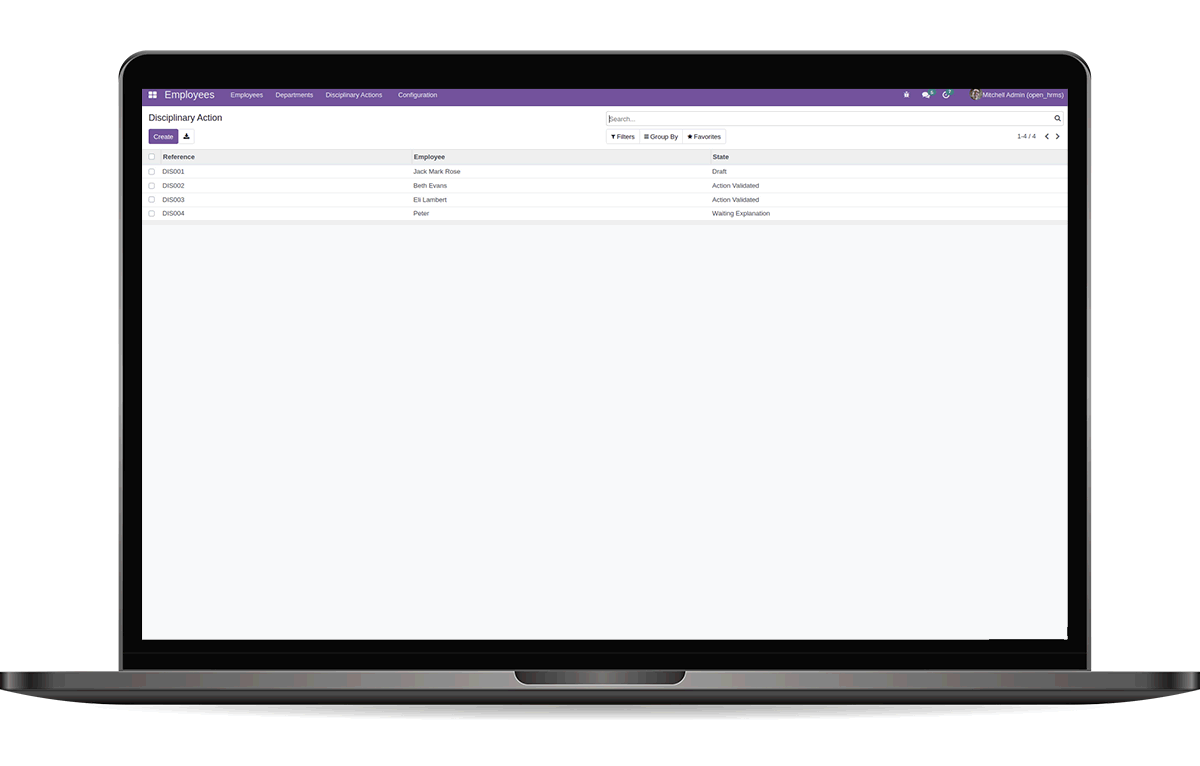 Employees Employees Departments Disciplinary Actions Configuration Mitchell Admin (open_hrms)
Disciplinary Action Search...
Create Filters Group By Favorites 1-4 / 4
Reference Employee State
DIS001 Jack Mark Rose Draft
DIS002 Beth Evans Action Validated
DIS003 Eli Lambert Action Validated
DIS004 Peter Waiting Explanation